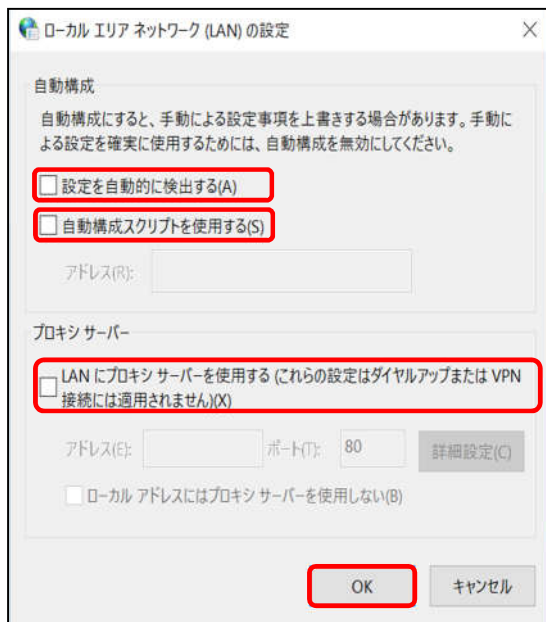 ローカル エリア ネットワーク (LAN) の設定
自動構成
自動構成にすると、手動による設定事項を上書きする場合があります。手動に
よる設定を確実に使用するためには、自動構成を無効にしてください。
設定を自動的に検出する(A)
自動構成スクリプトを使用する(S)
アドレス(R):
プロキシ サーバー
LAN にプロキシ サーバーを使用する (これらの設定はダイヤルアップまたは VPN
接続には適用されません)(X)
アドレス(E): ポート(T): 80 詳細設定(C)
ローカル アドレスにはプロキシ サーバーを使用しない(B)
OK キャンセル